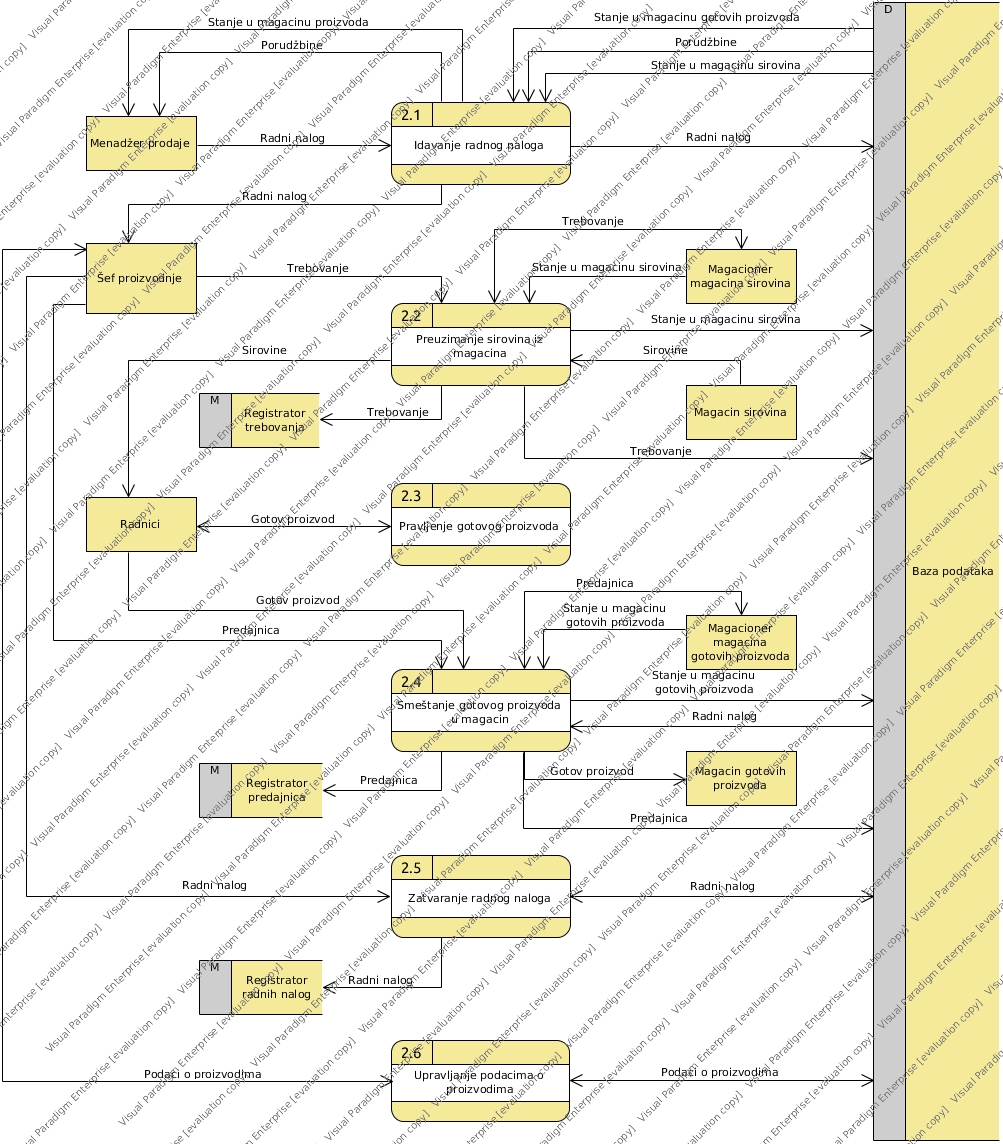 Stanje u magacinu proizvoda
Stanje u magacinu gotovih proizvoda
D
Porudžbine
Porudžbine
Stanje u magacinu sirovina
2.1
Menadžer prodaje
Radni nalog
Idavanje radnog naloga
Radni nalog
Radni nalog
Trebovanje
Šef proizvodnje
Trebovanje
Stanje u magacinu sirovina
Magacioner
magacina sirovina
2.2
Preuzimanje sirovina iz
magacina
Stanje u magacinu sirovina
Sirovine
Sirovine
M
Registrator
trebovanja
Trebovanje
Magacin sirovina
Trebovanje
2.3
Radnici
Gotov proizvod
Pravljenje gotovog proizvoda
Baza podataka
Predajnica
Gotov proizvod
Stanje u magacinu
gotovih proizvoda
Predajnica
Magacioner
magacina
gotovih proizvoda
2.4
Smeštanje gotovog proizvoda
u magacin
Stanje u magacinu
gotovih proizvoda
Radni nalog
M
Registrator
predajnica
Predajnica
Gotov proizvod
Magacin gotovih
proizvoda
Predajnica
2.5
Radni nalog
Zatvaranje radnog naloga
Radni nalog
M
Registrator
radnih nalog
Radni nalog
2.6
Podaci o proizvodima
Upravljanje podacima o
proizvodima
Podaci o proizvodima
Visual Paradigm Enterprise [evaluation copy]